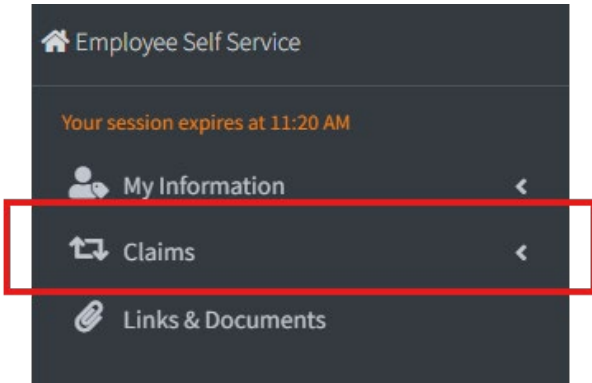 Employee Self Service
Your session expires at 11:20 AM
My Information
Claims
Links & Documents